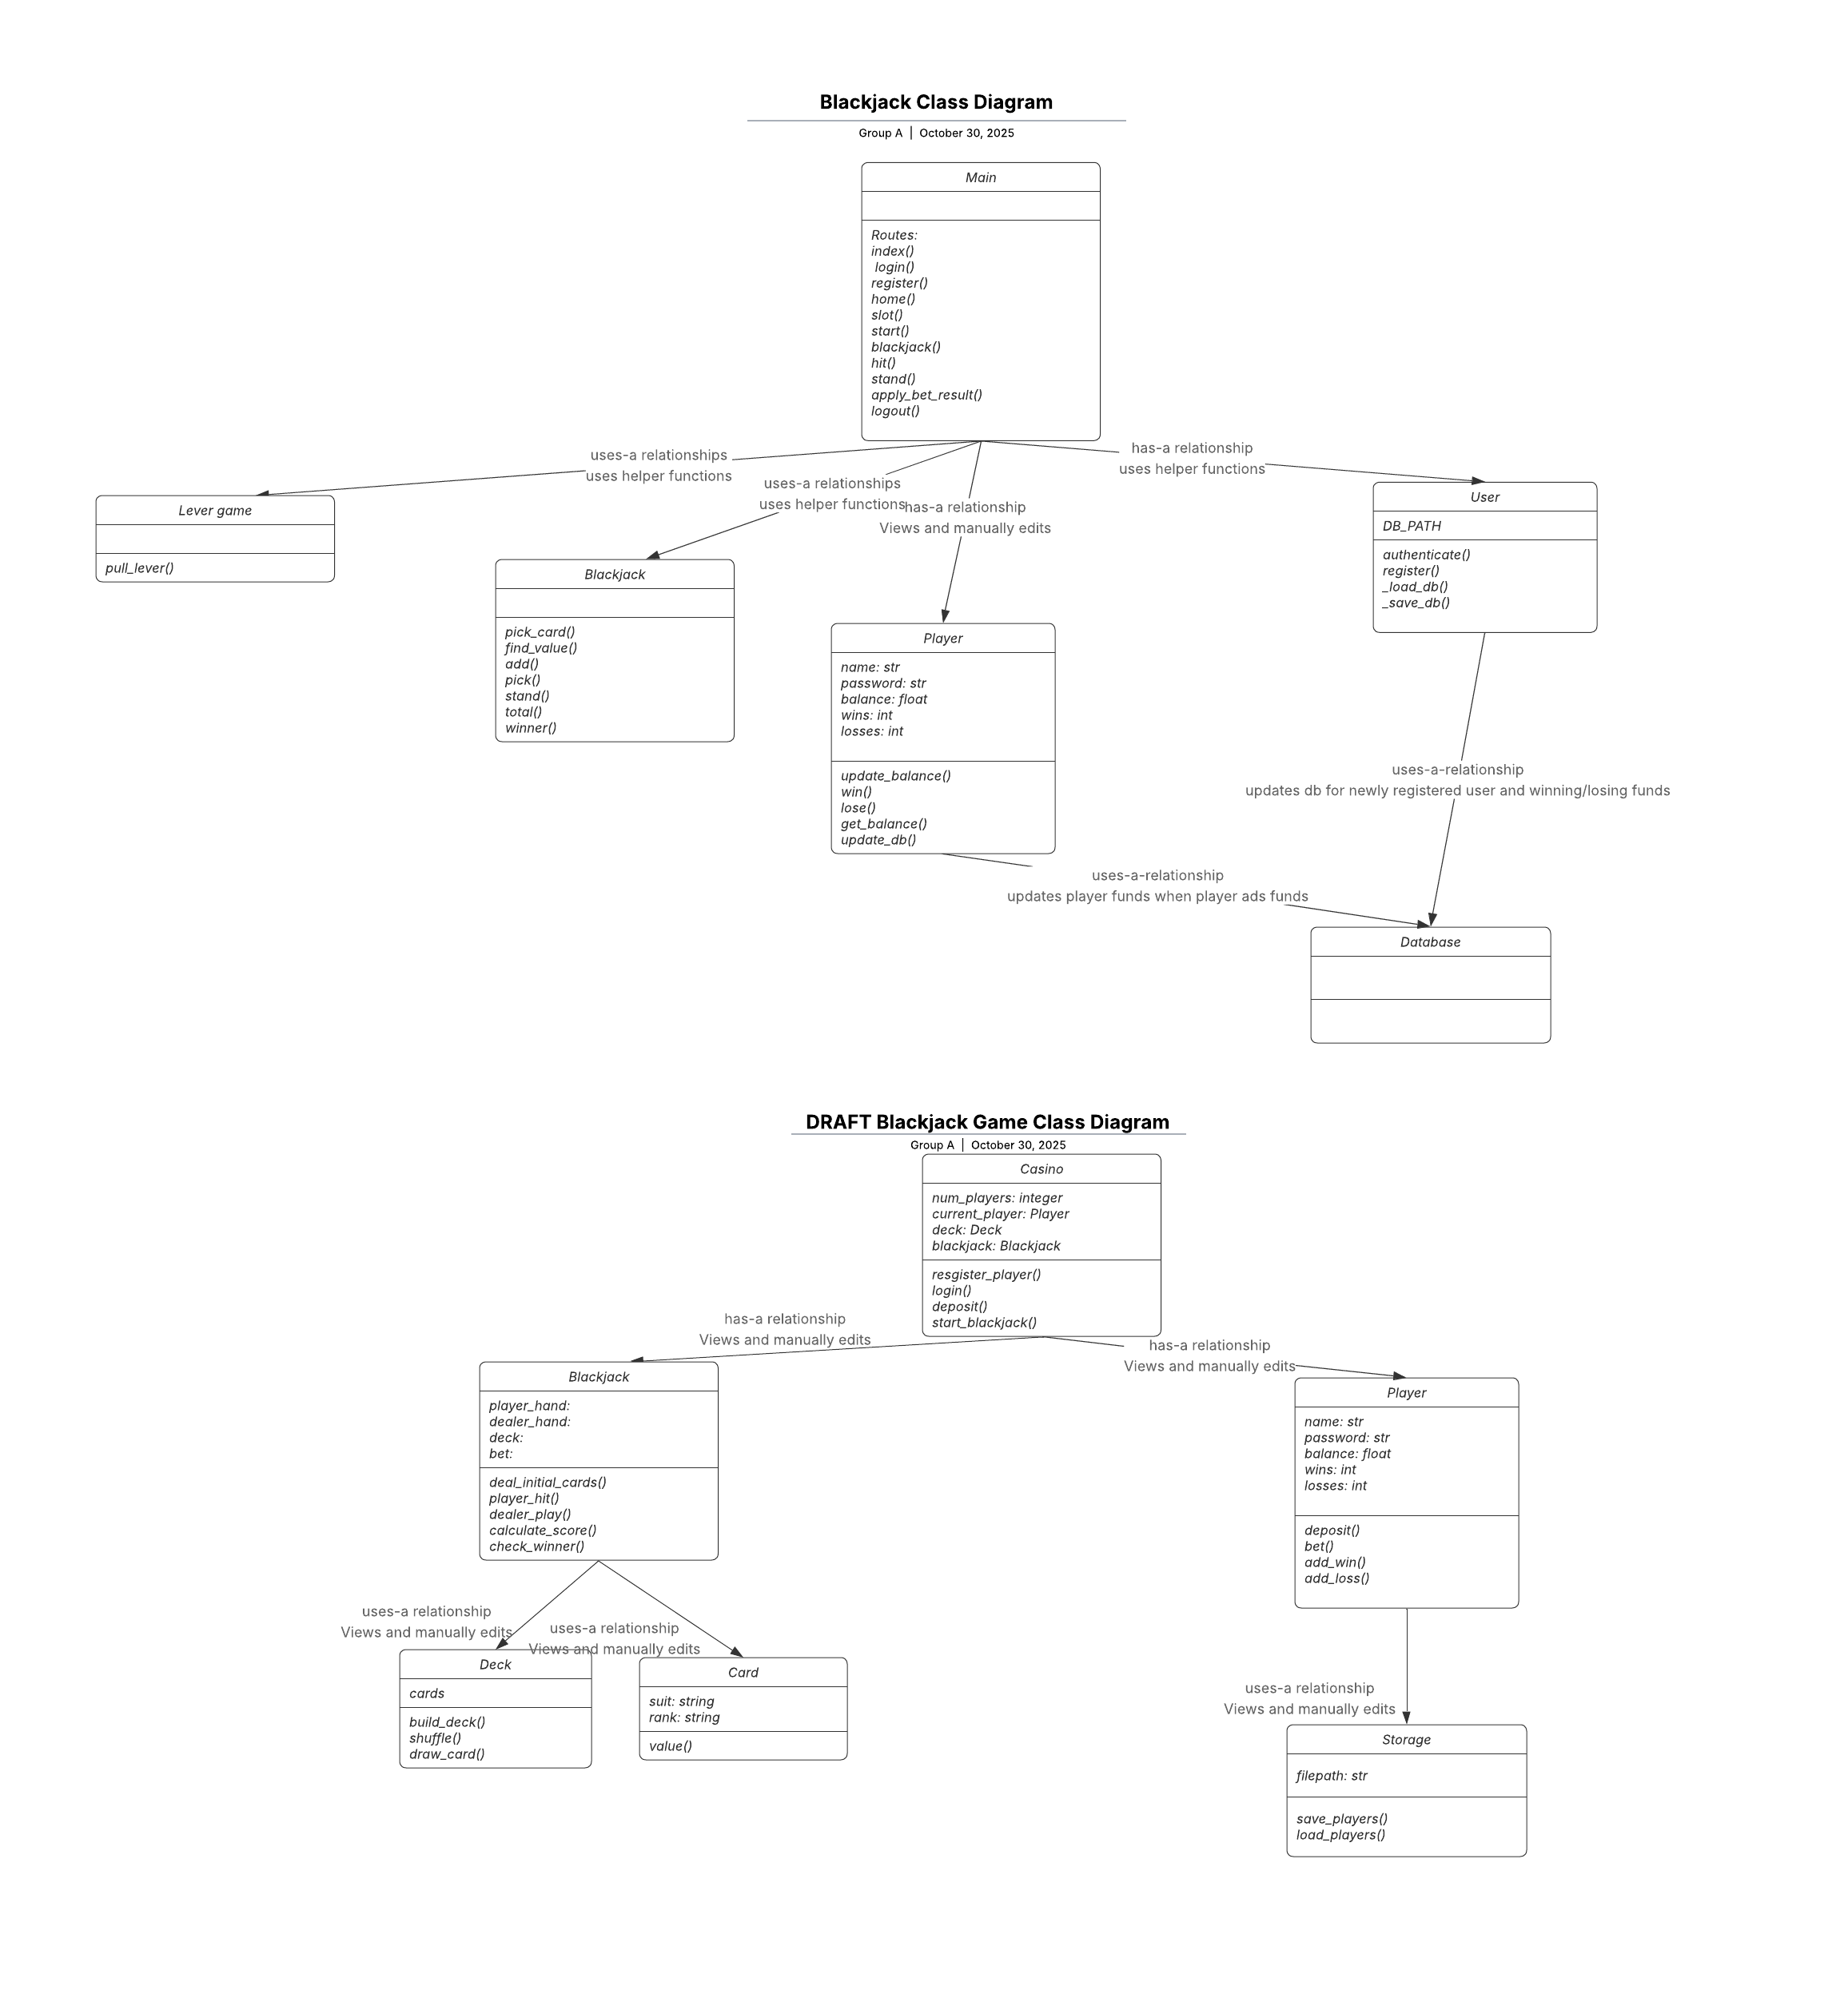 Blackjack Class Diagram
Group A | October 30, 2025
Main
Routes:
index()
login()
register()
home()
slot()
start()
blackjack()
hit()
stand()
apply_bet_result()
logout()
uses-a relationships
uses helper functions
uses-a relationships
uses helper functions
has-a relationship
Views and manually edits
has-a relationship
uses helper functions
Lever game
pull_lever()
Blackjack
pick_card()
find_value()
add()
pick()
stand()
total()
winner()
Player
name: str
password: str
balance: float
wins: int
losses: int
update_balance()
win()
lose()
get_balance()
update_db()
User
DB_PATH
authenticate()
register()
_load_db()
_save_db()
uses-a-relationship
updates db for newly registered user and winning/losing funds
uses-a-relationship
updates player funds when player ads funds
Database
DRAFT Blackjack Game Class Diagram
Group A | October 30, 2025
Casino
num_players: integer
current_player: Player
deck: Deck
blackjack: Blackjack
resgister_player()
login()
deposit()
start_blackjack()
has-a relationship
Views and manually edits
has-a relationship
Views and manually edits
Blackjack
player_hand:
dealer_hand:
deck:
bet:
deal_initial_cards()
player_hit()
dealer_play()
calculate_score()
check_winner()
Player
name: str
password: str
balance: float
wins: int
losses: int
deposit()
bet()
add_win()
add_loss()
uses-a relationship
Views and manually edits
uses-a relationship
Views and manually edits
Deck
cards
build_deck()
shuffle()
draw_card()
Card
suit: string
rank: string
value()
uses-a relationship
Views and manually edits
Storage
filepath: str
save_players()
load_players()